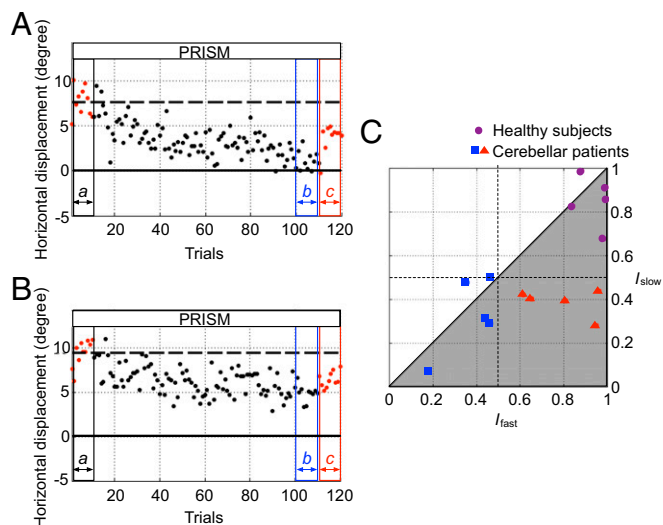 A
PRISM
Horizontal displacement (degree)
10
5
0
-5
a
b
c
20 40 60 80 100 120
Trials
B
PRISM
Horizontal displacement (degree)
10
5
0
-5
a
b
c
20 40 60 80 100 120
Trials
C
Healthy subjects
Cerebellar patients
1
0.8
0.6
Islow
0.4
0.2
0
0 0.2 0.4 0.6 0.8 1
Ifast